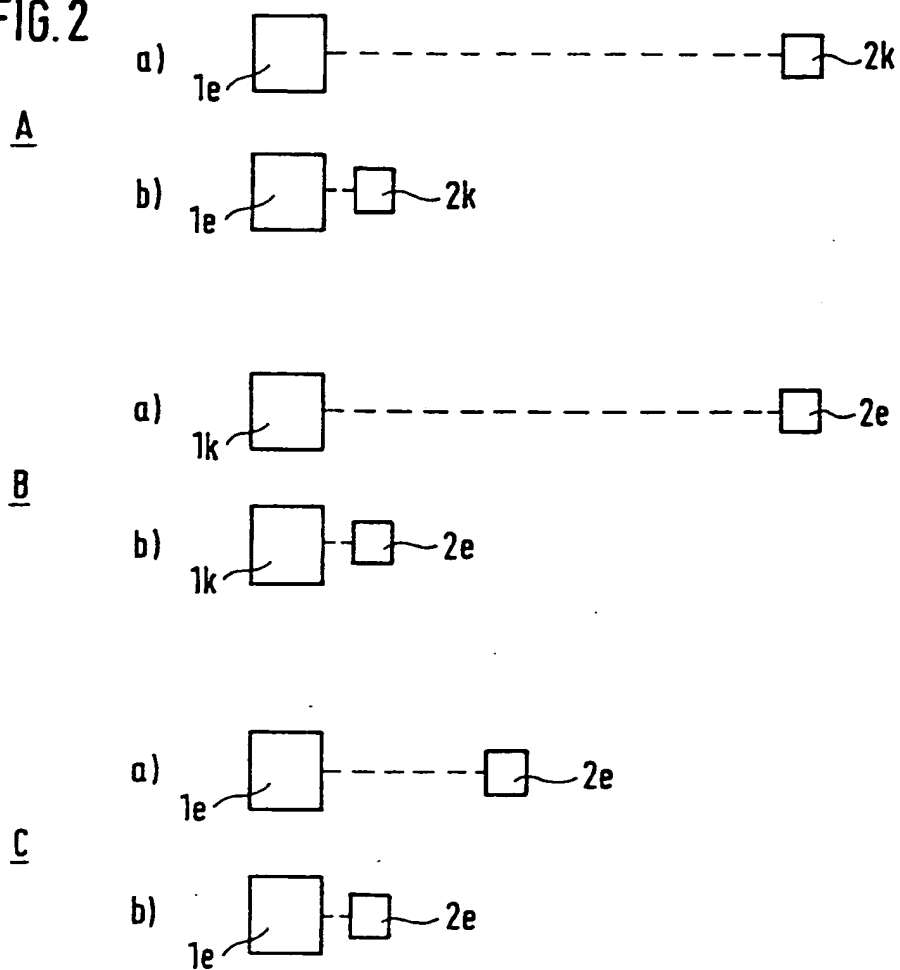 FIG. 2
a) 1e 2k
A
b) 1e 2k
a) 1k 2e
B
b) 1k 2e
a) 1e 2e
C
b) 1e 2e